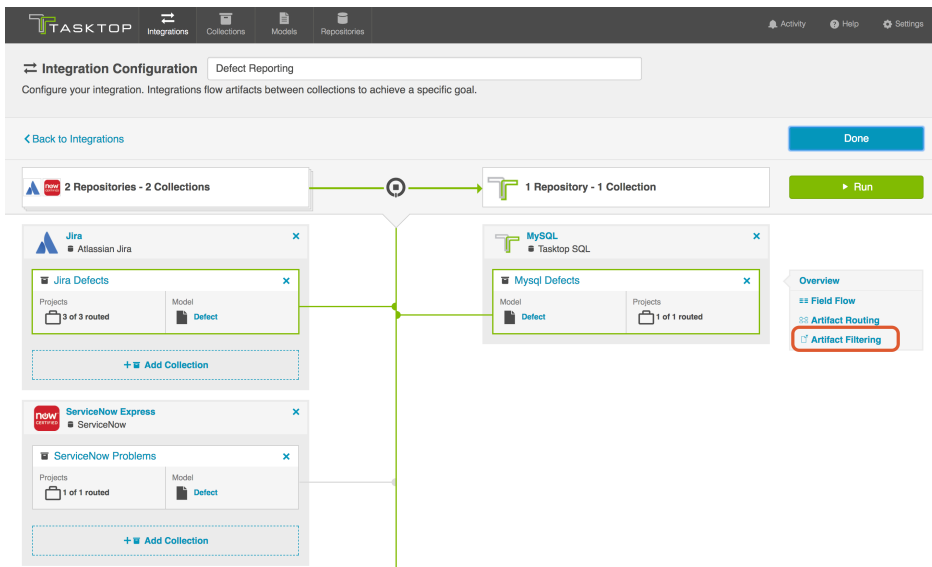 TASKTOP
Integrations
Collections
Models
Repositories
Activity
Help
Settings
Integration Configuration
Defect Reporting
Configure your integration. Integrations flow artifacts between collections to achieve a specific goal.
Back to Integrations
Done
now
CERTIFIED
2 Repositories - 2 Collections
1 Repository - 1 Collection
Run
Jira
Atlassian Jira
Jira Defects
Projects
Model
3 of 3 routed
Defect
+ Add Collection
MySQL
Tasktop SQL
Mysql Defects
Model
Projects
Defect
1 of 1 routed
Overview
Field Flow
Artifact Routing
Artifact Filtering
now
CERTIFIED
ServiceNow Express
ServiceNow
ServiceNow Problems
Projects
Model
1 of 1 routed
Defect
+ Add Collection